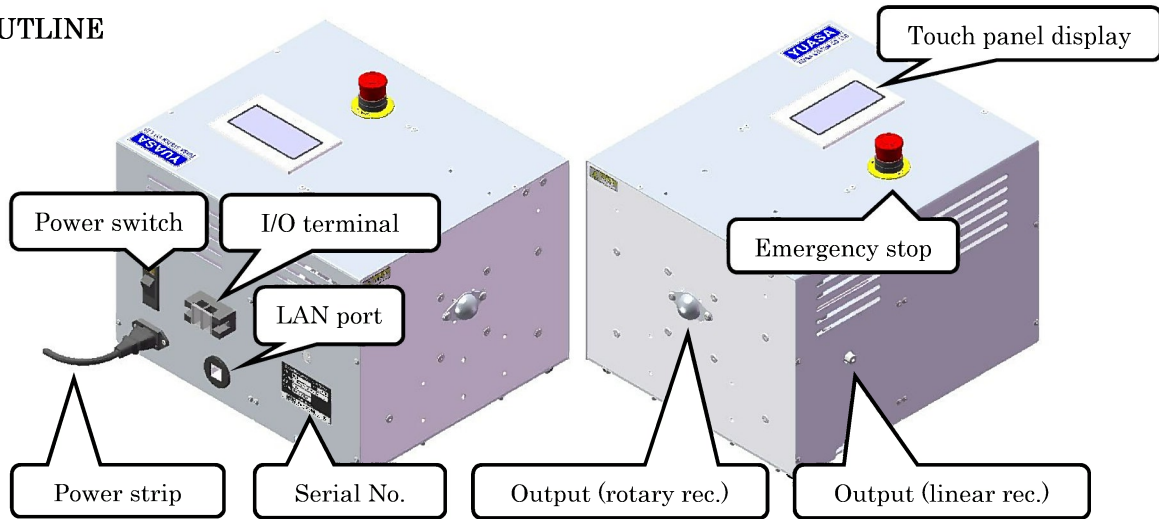 UTLINE
YUASA
Touch panel display
YUASA
Power switch
I/O terminal
Emergency stop
LAN port
Power strip
Serial No.
Output (rotary rec.)
Output (linear rec.)